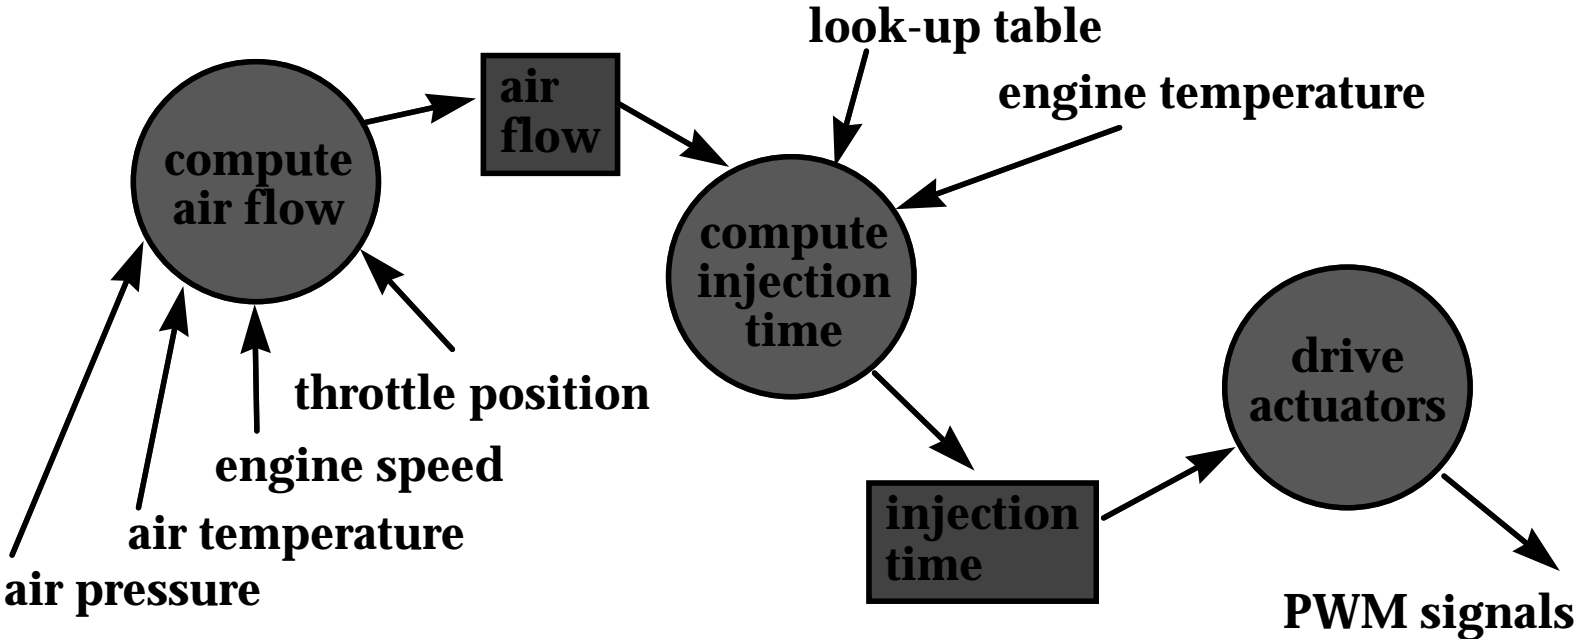 look-up table
engine temperature
air
flow
compute
air flow
compute
injection
time
throttle position
engine speed
air temperature
air pressure
drive
actuators
injection
time
PWM signals